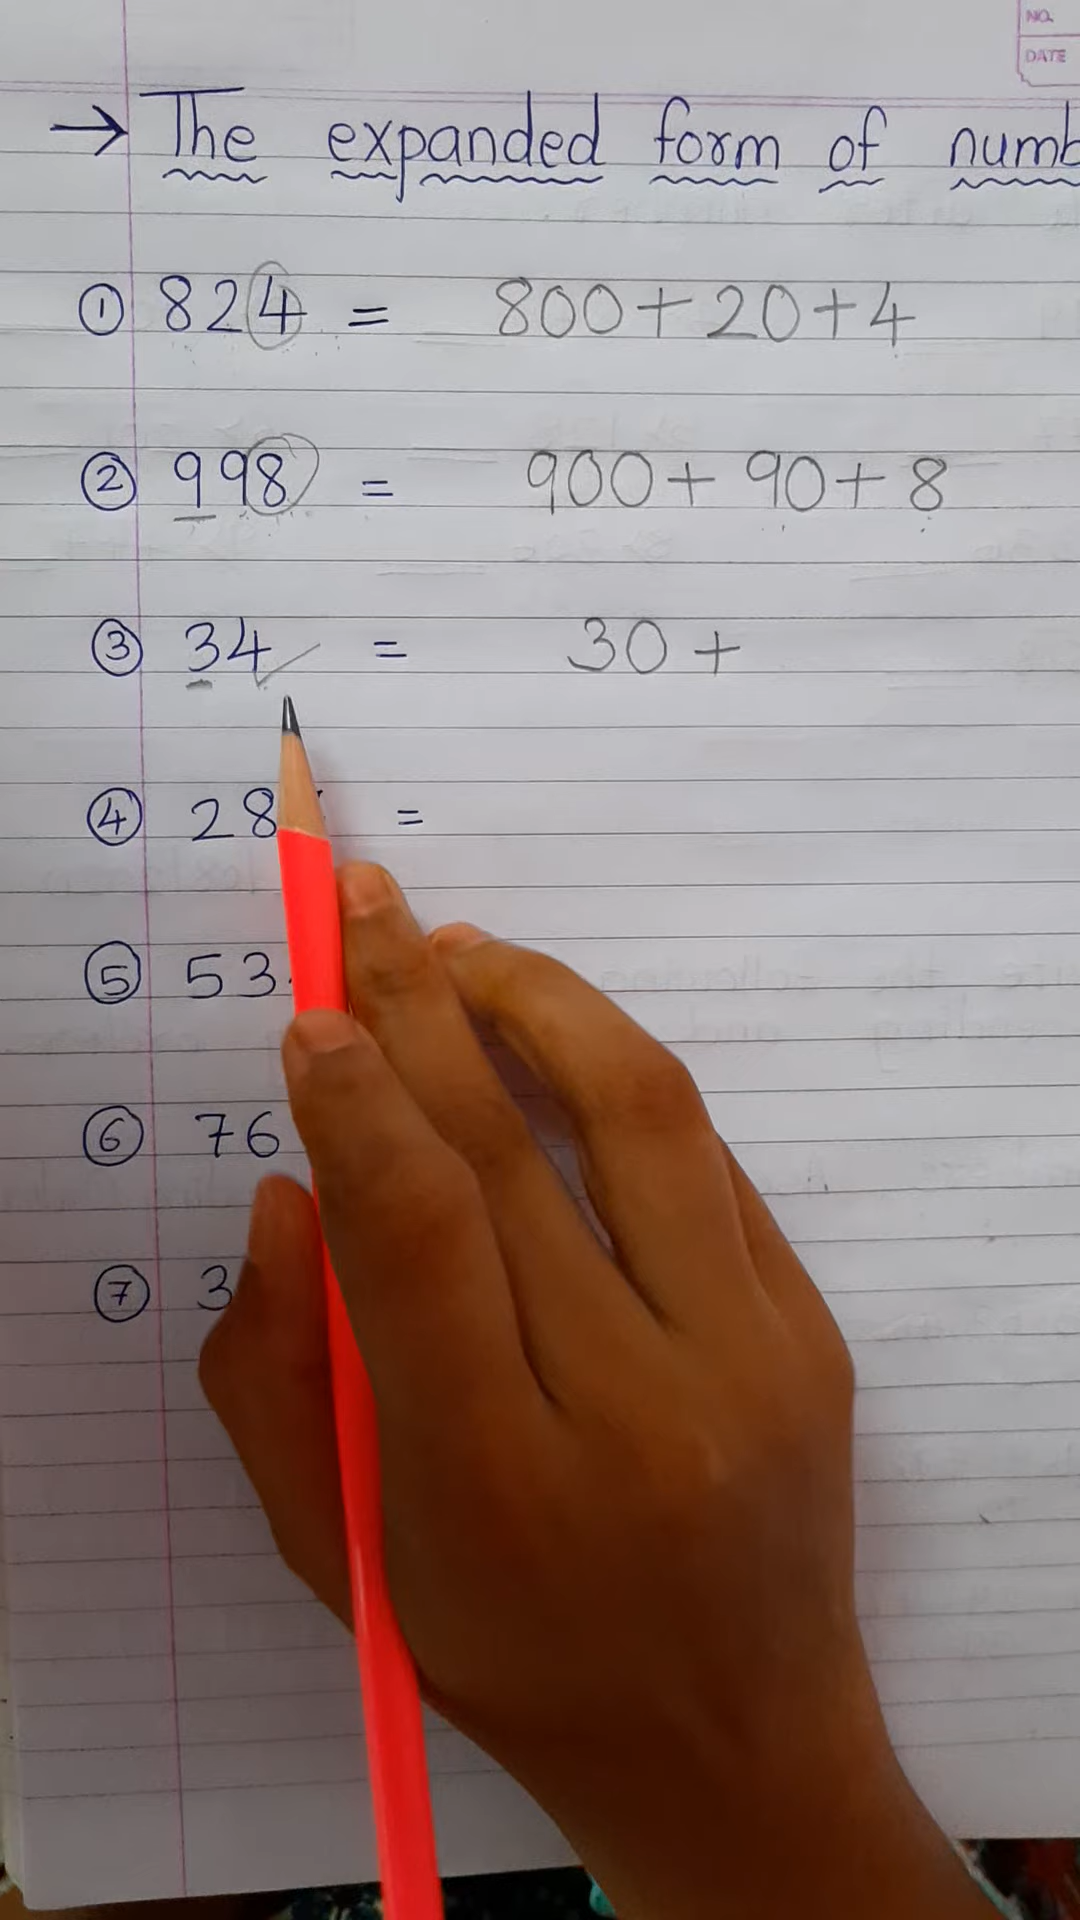 NO.
DATE
→ The expanded form of numb
① 824 = 800+20+4
② 998 = 900+ 90+ 8
③ 34 = 30 +
④ 28 =
⑤ 53
⑥ 76
⑦ 3